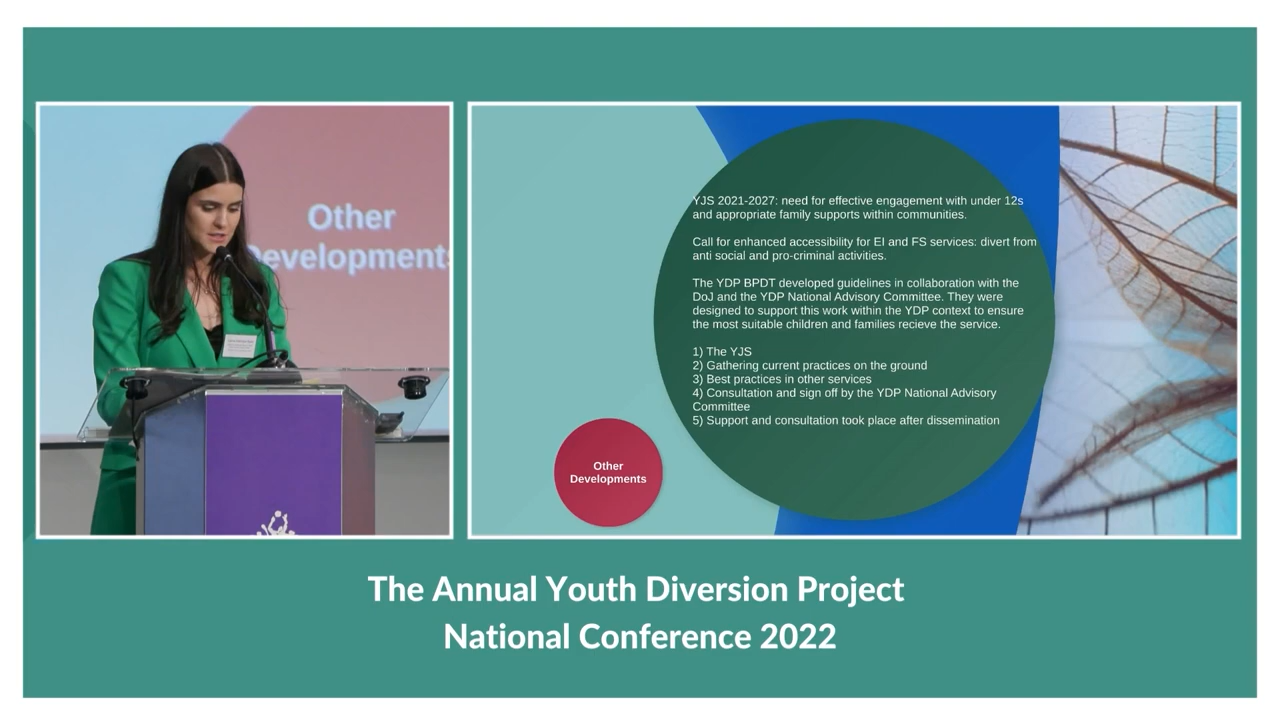 Other
Developments
YJS 2021-2027: need for effective engagement with under 12s
and appropriate family supports within communities.
Call for enhanced accessibility for EI and FS services: divert from
anti social and pro-criminal activities.
The YDP BPDT developed guidelines in collaboration with the
DoJ and the YDP National Advisory Committee. They were
designed to support this work within the YDP context to ensure
the most suitable children and families recieve the service.
1) The YJS
2) Gathering current practices on the ground
3) Best practices in other services
4) Consultation and sign off by the YDP National Advisory
Committee
5) Support and consultation took place after dissemination
Other
Developments
The Annual Youth Diversion Project
National Conference 2022